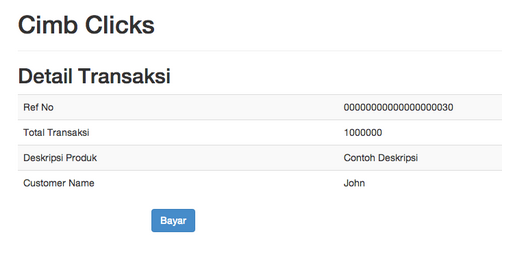 Cimb Clicks
Detail Transaksi
Ref No 00000000000000000030
Total Transaksi 1000000
Deskripsi Produk Contoh Deskripsi
Customer Name John
Bayar